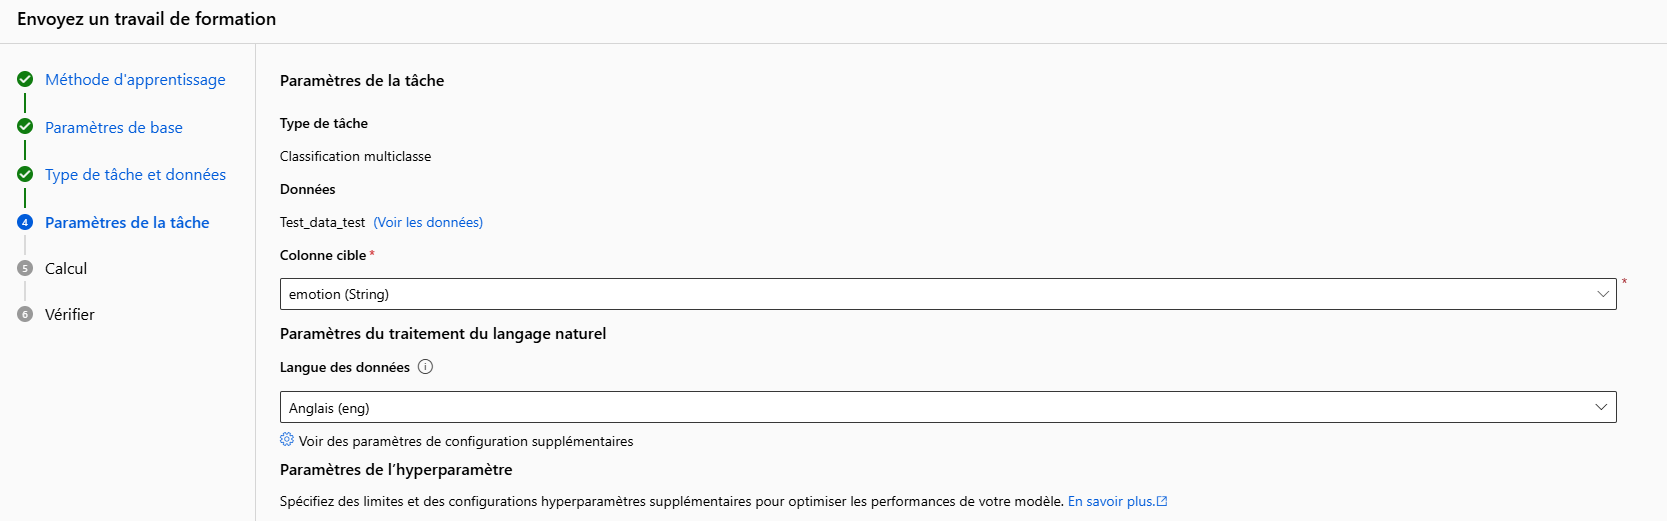 Envoyez un travail de formation
Méthode d'apprentissage
Paramètres de base
Type de tâche et données
4 Paramètres de la tâche
5 Calcul
6 Vérifier
Paramètres de la tâche
Type de tâche
Classification multiclasse
Données
Test_data_test (Voir les données)
Colonne cible *
emotion (String) *
Paramètres du traitement du langage naturel
Langue des données
Anglais (eng)
Voir des paramètres de configuration supplémentaires
Paramètres de l’hyperparamètre
Spécifiez des limites et des configurations hyperparamètres supplémentaires pour optimiser les performances de votre modèle. En savoir plus.